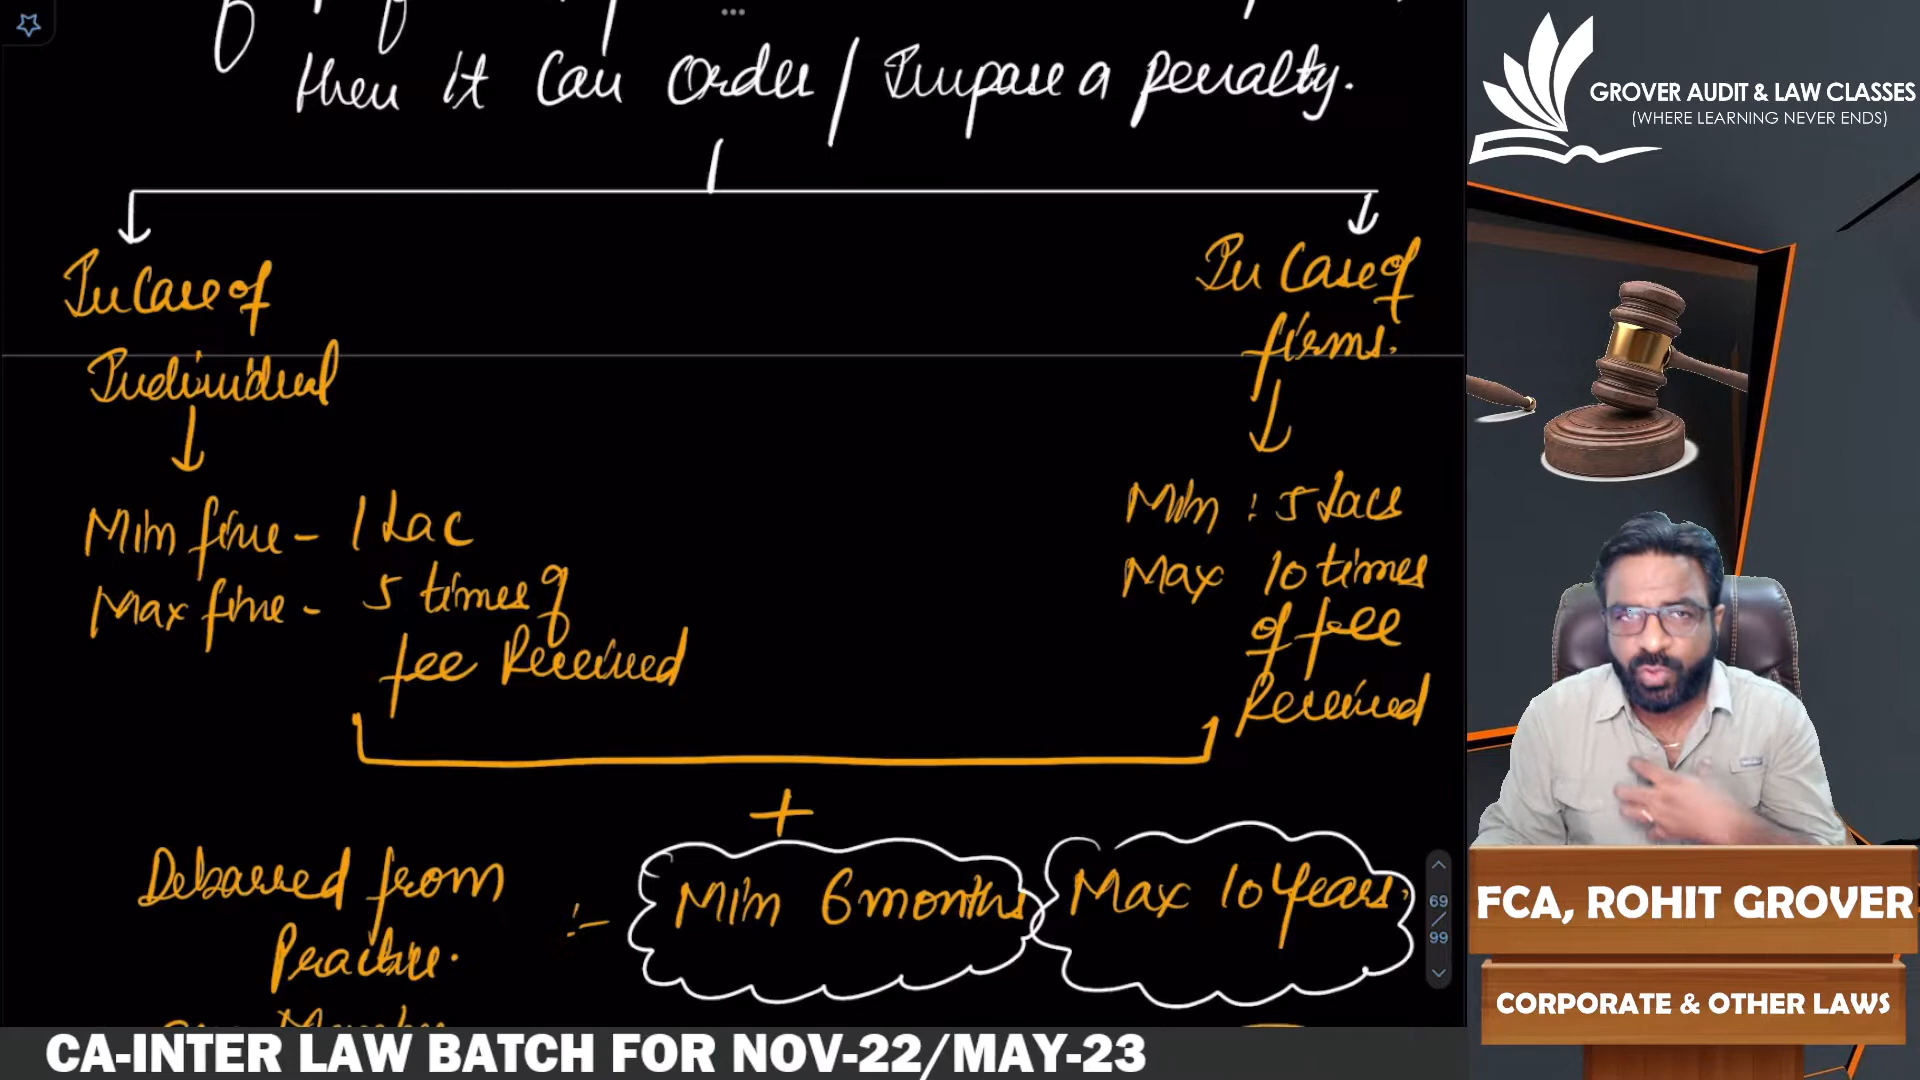 then it can order / Impose a penalty.
In Case of
Individual
Min fine - 1 Lac
Max fine - 5 times of
fee Received
In Case of
firms.
Min : 5 Lacs
Max 10 times
of fee
Received
+
Debarred from
Practice.
:- Min 6 months Max 10 Years.
69
/
99
GROVER AUDIT & LAW CLASSES
(WHERE LEARNING NEVER ENDS)
FCA, ROHIT GROVER
CORPORATE & OTHER LAWS
CA-INTER LAW BATCH FOR NOV-22/MAY-23